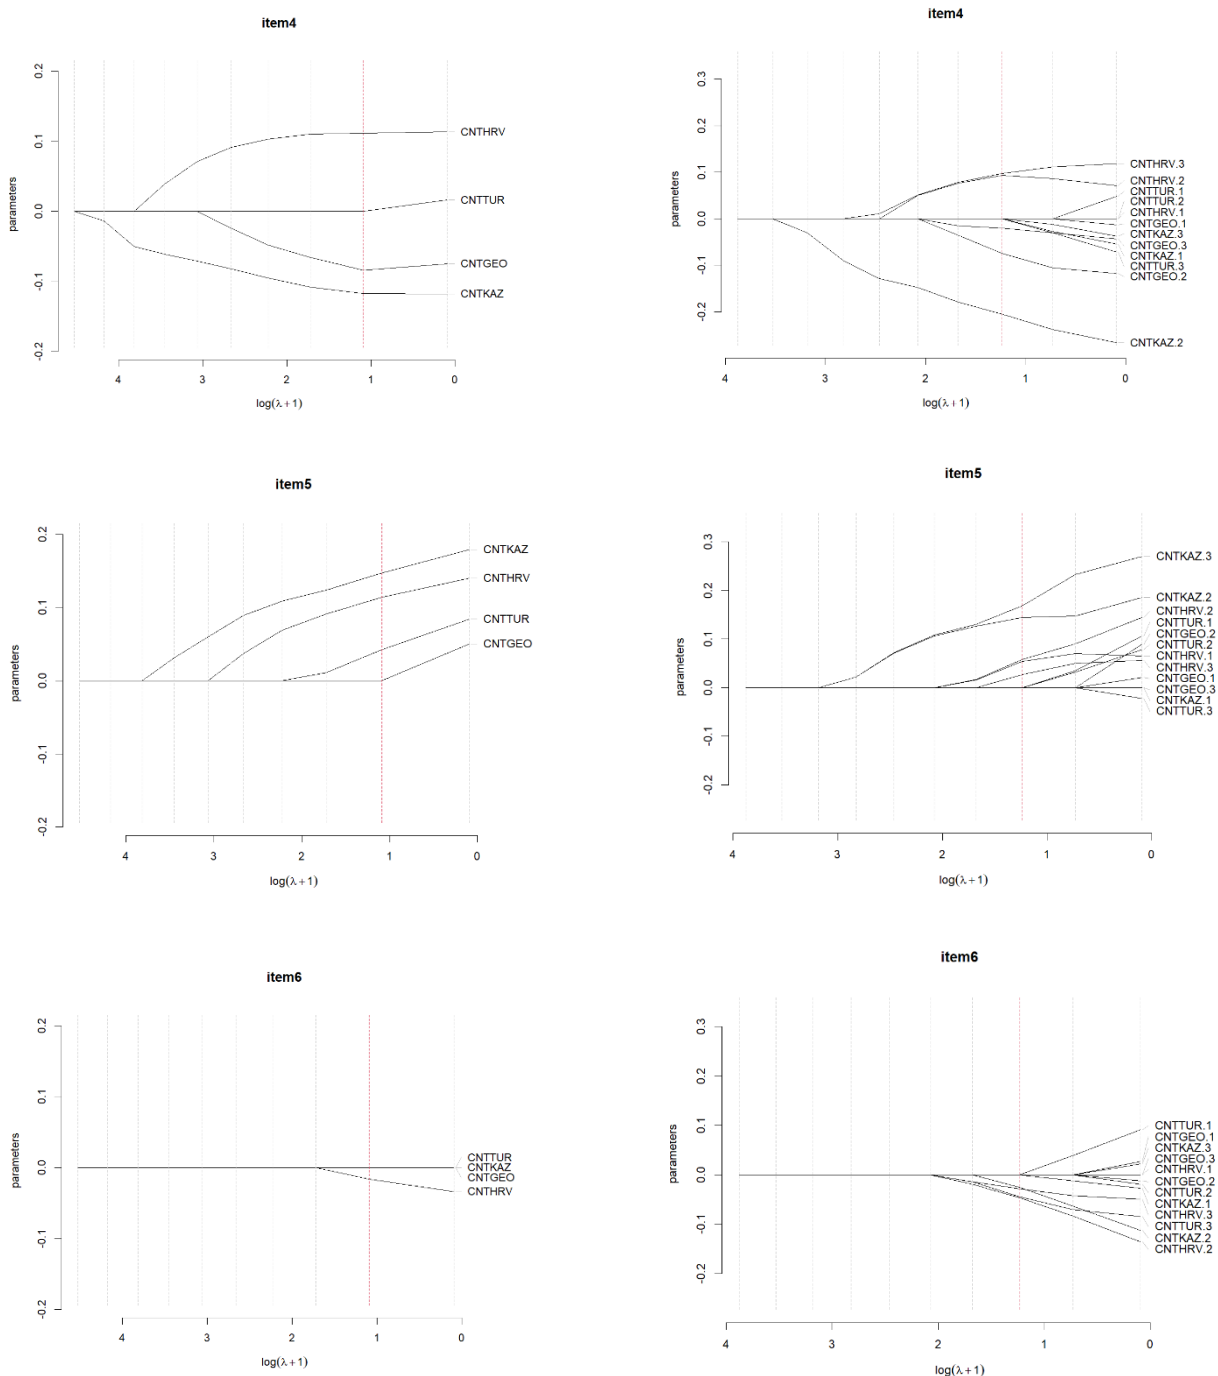 item4
parameters
0.2
0.1
0.0
-0.1
-0.2
CNTHRV
CNTTUR
CNTGEO
CNTKAZ
4 3 2 1 0
log(λ+1)
item4
parameters
0.3
0.2
0.1
0.0
-0.1
-0.2
CNTHRV.3
CNTHRV.2
CNTTUR.1
CNTTUR.2
CNTHRV.1
CNTGEO.1
CNTKAZ.3
CNTGEO.3
CNTKAZ.1
CNTTUR.3
CNTGEO.2
CNTKAZ.2
4 3 2 1 0
log(λ+1)
item5
parameters
0.2
0.1
0.0
-0.1
-0.2
CNTKAZ
CNTHRV
CNTTUR
CNTGEO
4 3 2 1 0
log(λ+1)
item5
parameters
0.3
0.2
0.1
0.0
-0.1
-0.2
CNTKAZ.3
CNTKAZ.2
CNTHRV.2
CNTTUR.1
CNTGEO.2
CNTTUR.2
CNTHRV.1
CNTHRV.3
CNTGEO.1
CNTGEO.3
CNTKAZ.1
CNTTUR.3
4 3 2 1 0
log(λ+1)
item6
parameters
0.2
0.1
0.0
-0.1
-0.2
CNTTUR
CNTKAZ
CNTGEO
CNTHRV
4 3 2 1 0
log(λ+1)
item6
parameters
0.3
0.2
0.1
0.0
-0.1
-0.2
CNTTUR.1
CNTGEO.1
CNTKAZ.3
CNTGEO.3
CNTHRV.1
CNTGEO.2
CNTTUR.2
CNTKAZ.1
CNTHRV.3
CNTTUR.3
CNTKAZ.2
CNTHRV.2
4 3 2 1 0
log(λ+1)